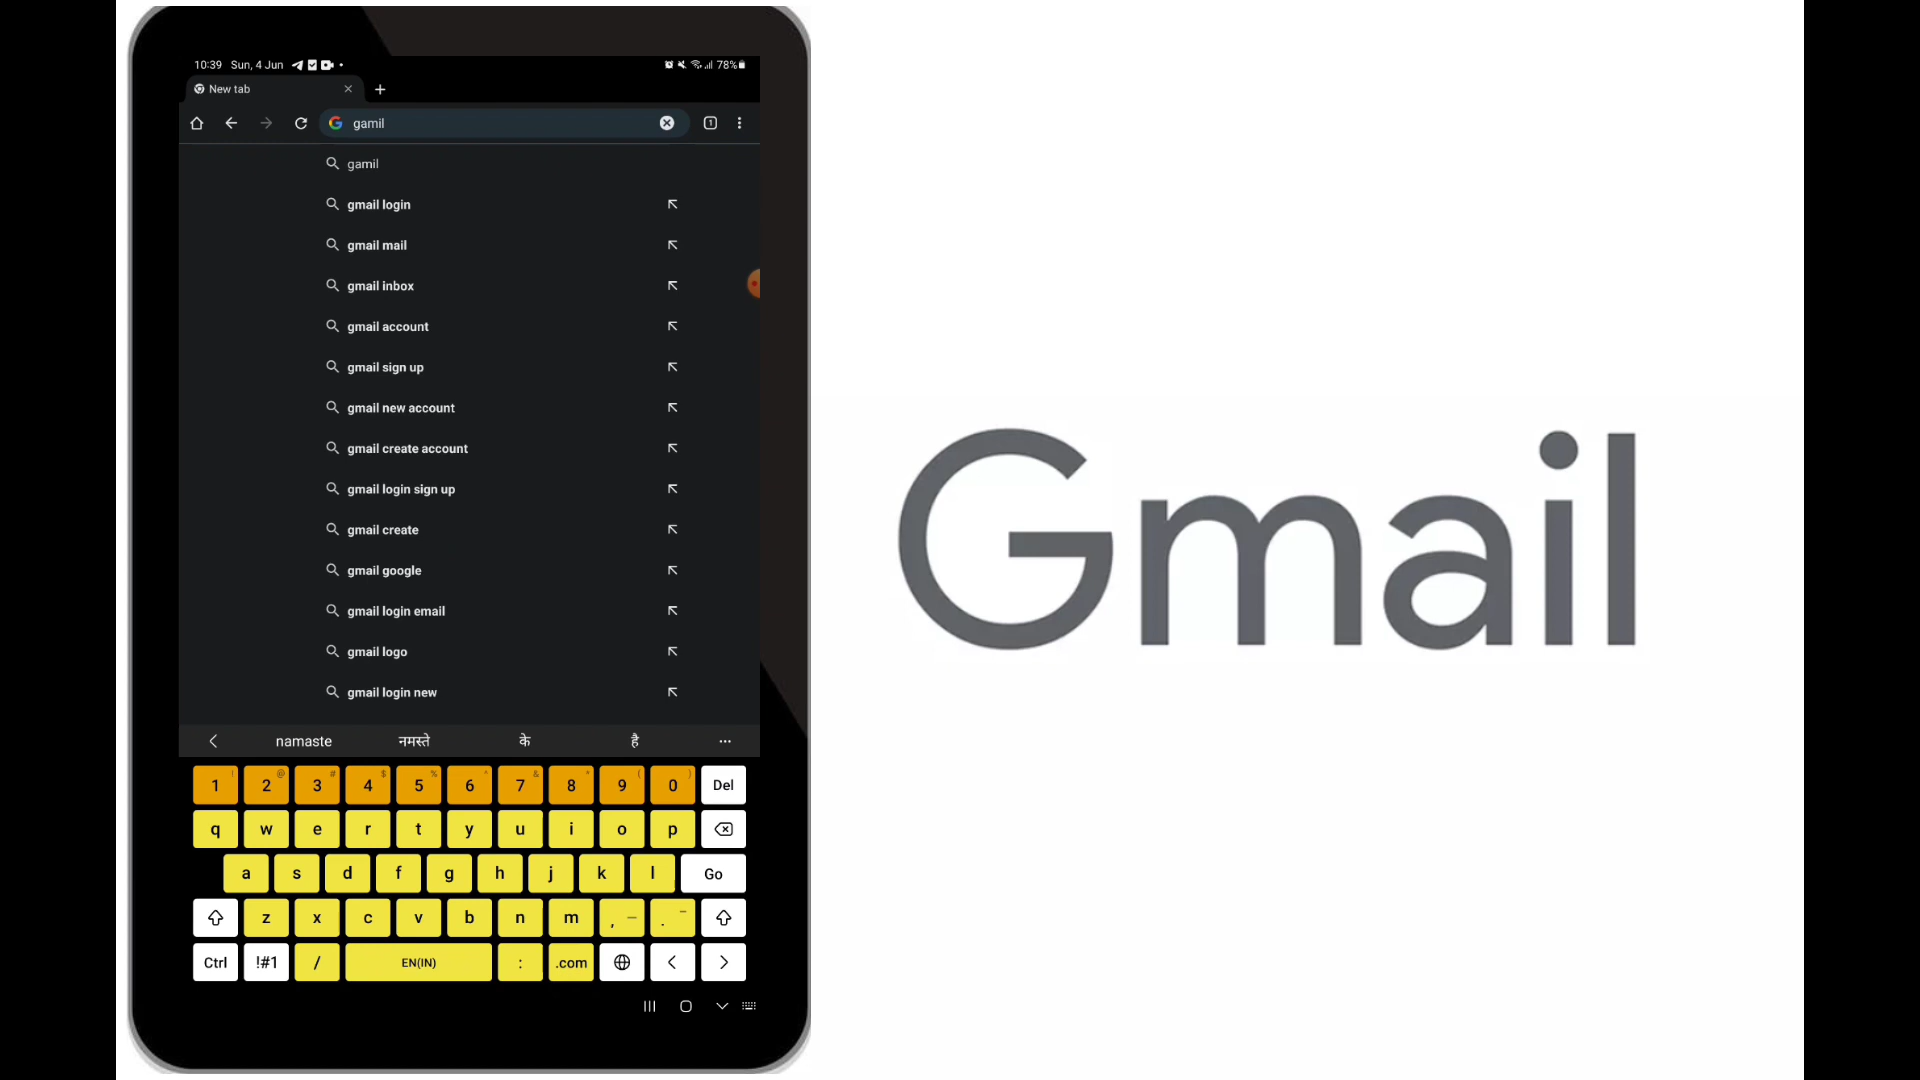 10:39 Sun, 4 Jun 78%
New tab
1
gamil
gamil
gmail login
gmail mail
gmail inbox
gmail account
gmail sign up
gmail new account
gmail create account
gmail login sign up
gmail create
gmail google
gmail login email
gmail logo
gmail login new
namaste नमस्ते के है ...
1 ! 2 @ 3 # 4 $ 5 % 6 ^ 7 & 8 * 9 ( 0 ) Del
q w e r t y u i o p
a s d f g h j k l Go
z x c v b n m , .
Ctrl !#1 / EN(IN) : .com < >
Gmail